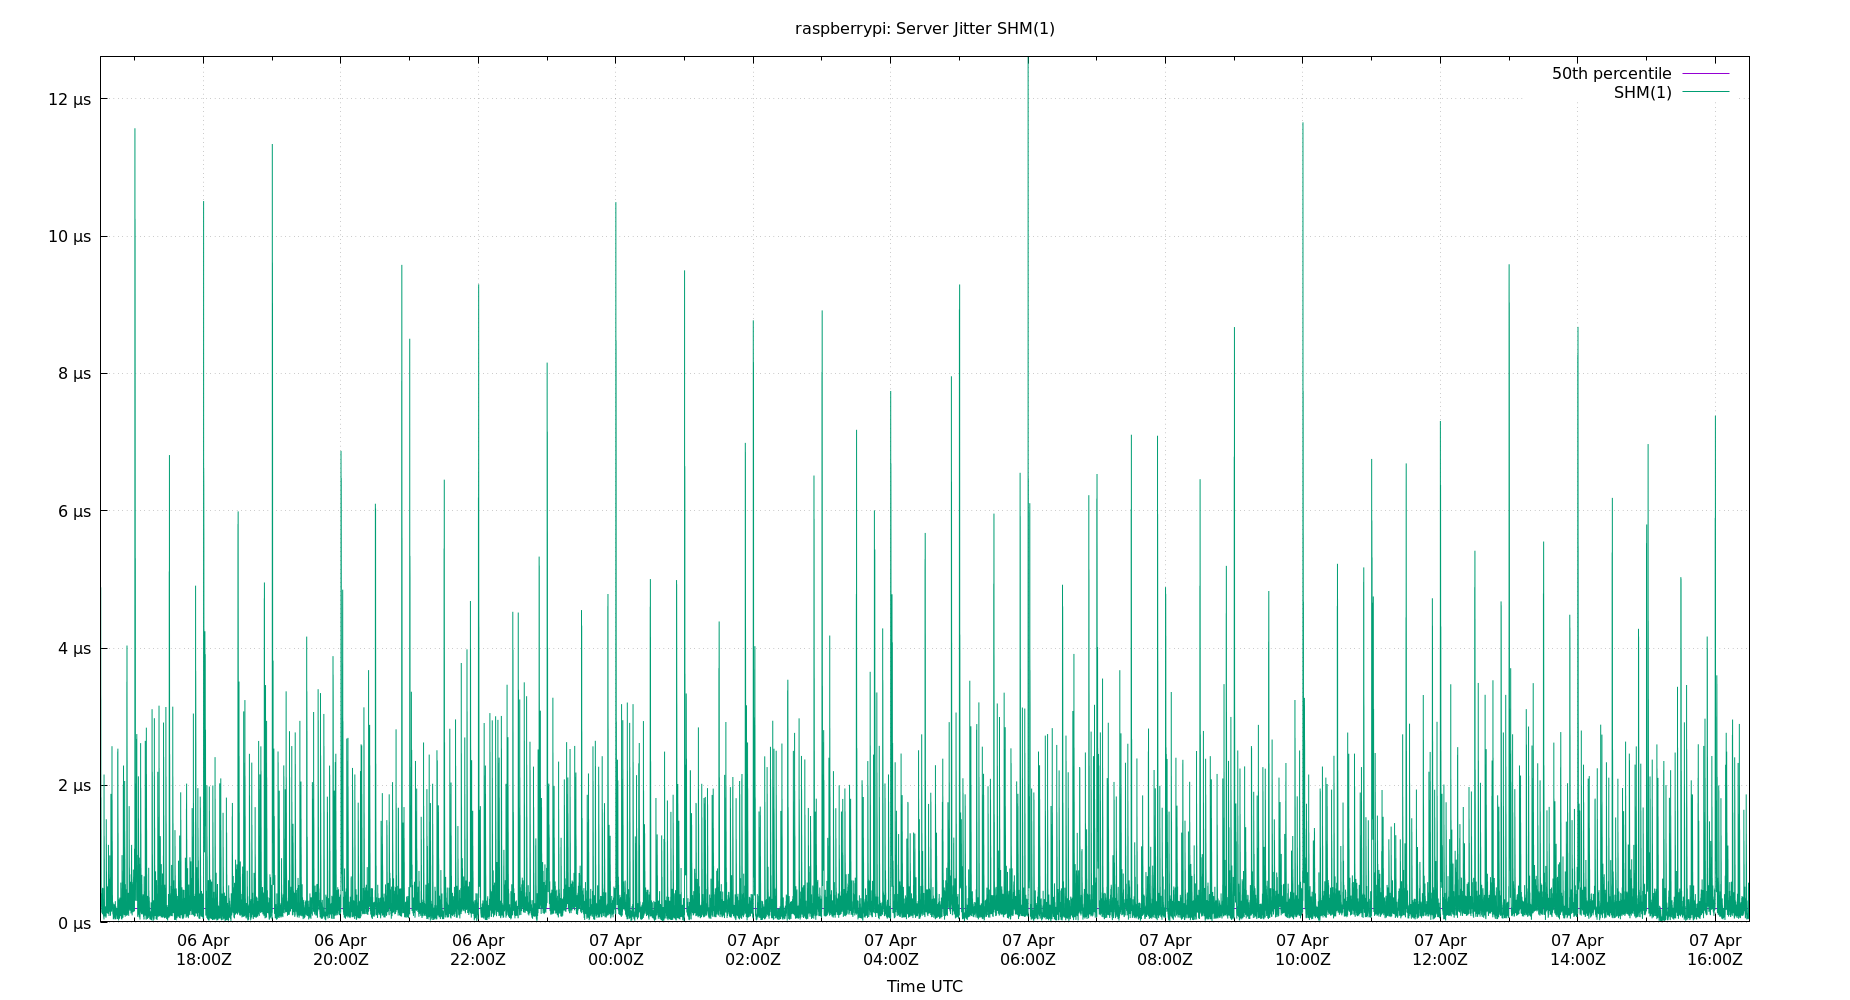 raspberrypi: Server Jitter SHM(1)
50th percentile
SHM(1)
12 µs
10 µs
8 µs
6 µs
4 µs
2 µs
0 µs
06 Apr 06 Apr 06 Apr 07 Apr 07 Apr 07 Apr 07 Apr 07 Apr 07 Apr 07 Apr 07 Apr 07 Apr
18:00Z 20:00Z 22:00Z 00:00Z 02:00Z 04:00Z 06:00Z 08:00Z 10:00Z 12:00Z 14:00Z 16:00Z
Time UTC